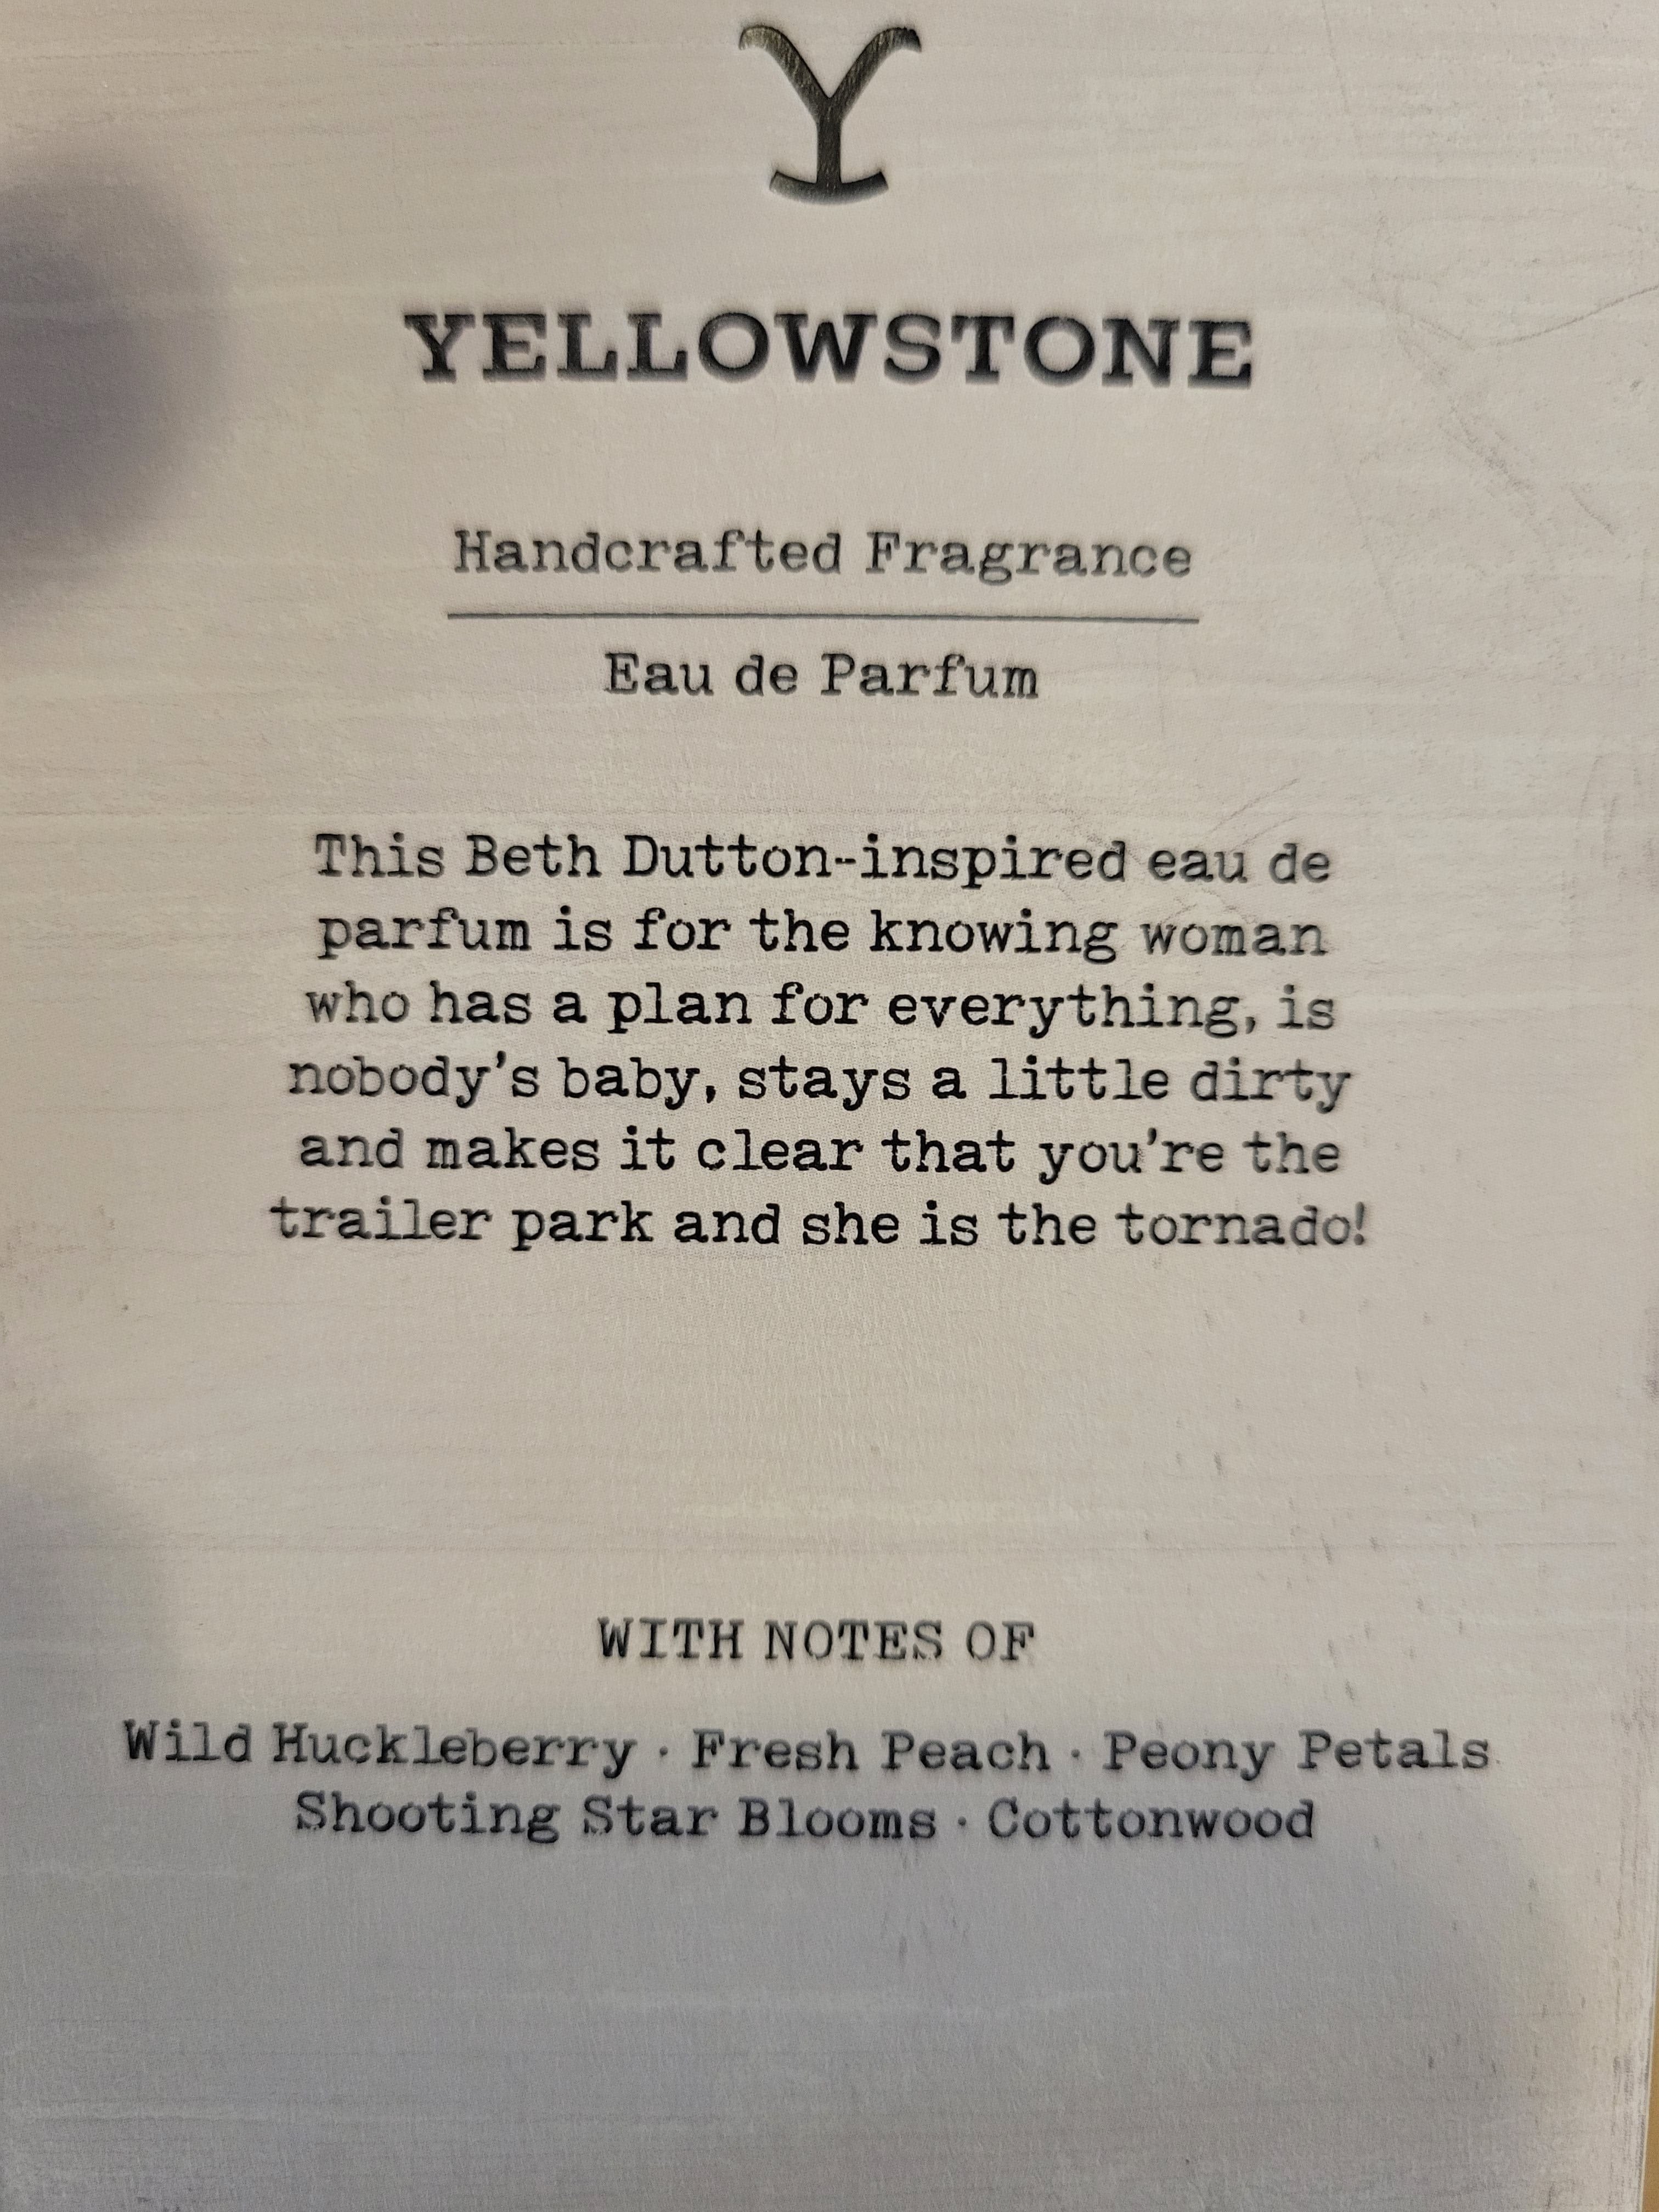 Y
YELLOWSTONE
Handcrafted Fragrance
Eau de Parfum
This Beth Dutton-inspired eau de
parfum is for the knowing woman
who has a plan for everything, is
nobody's baby, stays a little dirty
and makes it clear that you're the
trailer park and she is the tornado!
WITH NOTES OF
Wild Huckleberry · Fresh Peach · Peony Petals
Shooting Star Blooms · Cottonwood